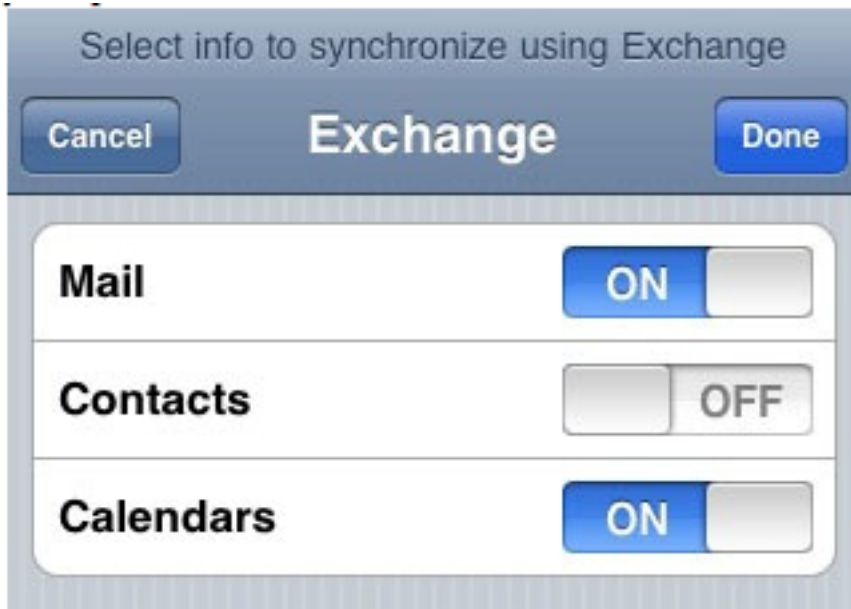 Select info to synchronize using Exchange
Cancel Exchange Done
Mail ON
Contacts OFF
Calendars ON